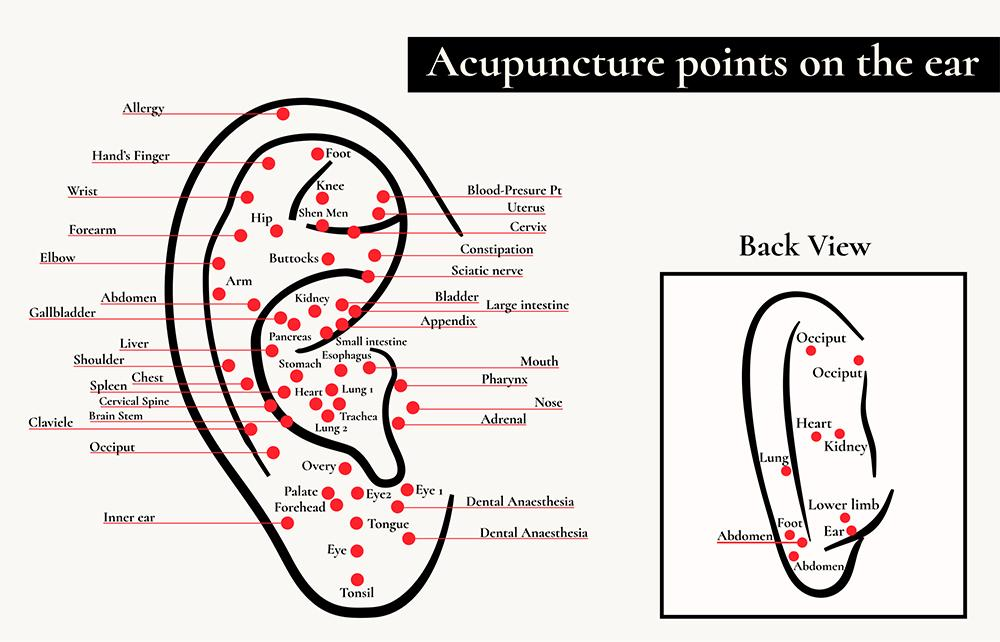 Acupuncture points on the ear
Allergy
Hand's Finger
Wrist
Forearm
Elbow
Abdomen
Gallbladder
Liver
Shoulder
Chest
Spleen
Cervical Spine
Brain Stem
Claviele
Occiput
Inner ear
Foot
Knee
Shen Men
Hip
Buttocks
Arm
Kidney
Pancreas
Small intestine
Esophagus
Stomach
Heart
Lung 1
Trachea
Lung 2
Overy
Palate
Eye2
Eye 1
Forehead
Tongue
Eye
Tonsil
Blood-Presure Pt
Uterus
Cervix
Constipation
Sciatic nerve
Bladder
Large intestine
Appendix
Mouth
Pharynx
Nose
Adrenal
Dental Anaesthesia
Dental Anaesthesia
Back View
Occiput
Occiput
Heart
Kidney
Lung
Lower limb
Foot
Ear
Abdomen
Abdomen